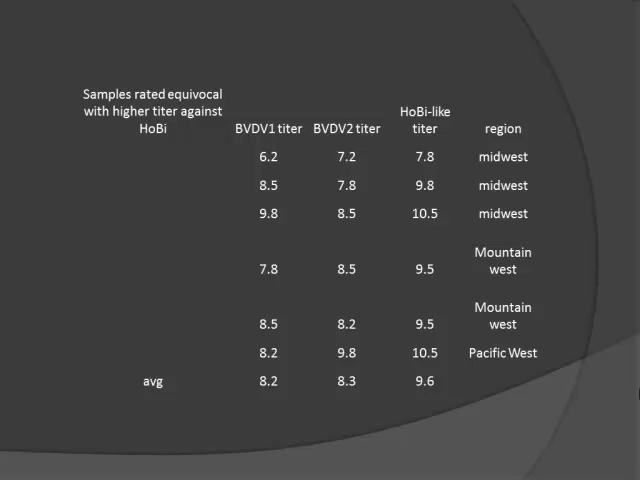 Samples rated equivocal
with higher titer against
HoBi BVDV1 titer BVDV2 titer HoBi-like titer region
6.2 7.2 7.8 midwest
8.5 7.8 9.8 midwest
9.8 8.5 10.5 midwest
7.8 8.5 9.5 Mountain west
8.5 8.2 9.5 Mountain west
8.2 9.8 10.5 Pacific West
avg 8.2 8.3 9.6